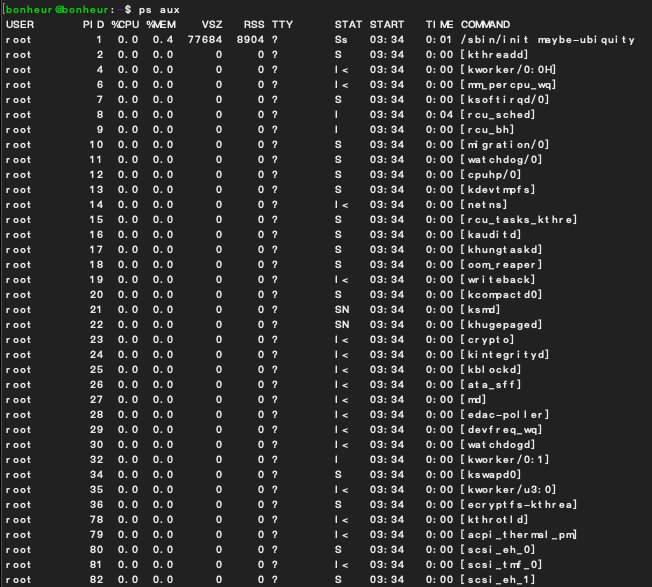 [bonheur@bonheur:~$ ps aux
USER PID %CPU %MEM VSZ RSS TTY STAT START TIME COMMAND
root 1 0.0 0.4 77684 8904 ? Ss 03:34 0:01 /sbin/init maybe-ubiquity
root 2 0.0 0.0 0 0 ? S 03:34 0:00 [kthreadd]
root 4 0.0 0.0 0 0 ? I< 03:34 0:00 [kworker/0:0H]
root 6 0.0 0.0 0 0 ? I< 03:34 0:00 [mm_percpu_wq]
root 7 0.0 0.0 0 0 ? S 03:34 0:00 [ksoftirqd/0]
root 8 0.0 0.0 0 0 ? I 03:34 0:04 [rcu_sched]
root 9 0.0 0.0 0 0 ? I 03:34 0:00 [rcu_bh]
root 10 0.0 0.0 0 0 ? S 03:34 0:00 [migration/0]
root 11 0.0 0.0 0 0 ? S 03:34 0:00 [watchdog/0]
root 12 0.0 0.0 0 0 ? S 03:34 0:00 [cpuhp/0]
root 13 0.0 0.0 0 0 ? S 03:34 0:00 [kdevtmpfs]
root 14 0.0 0.0 0 0 ? I< 03:34 0:00 [netns]
root 15 0.0 0.0 0 0 ? S 03:34 0:00 [rcu_tasks_kthre]
root 16 0.0 0.0 0 0 ? S 03:34 0:00 [kauditd]
root 17 0.0 0.0 0 0 ? S 03:34 0:00 [khungtaskd]
root 18 0.0 0.0 0 0 ? S 03:34 0:00 [oom_reaper]
root 19 0.0 0.0 0 0 ? I< 03:34 0:00 [writeback]
root 20 0.0 0.0 0 0 ? S 03:34 0:00 [kcompactd0]
root 21 0.0 0.0 0 0 ? SN 03:34 0:00 [ksmd]
root 22 0.0 0.0 0 0 ? SN 03:34 0:00 [khugepaged]
root 23 0.0 0.0 0 0 ? I< 03:34 0:00 [crypto]
root 24 0.0 0.0 0 0 ? I< 03:34 0:00 [kintegrityd]
root 25 0.0 0.0 0 0 ? I< 03:34 0:00 [kblockd]
root 26 0.0 0.0 0 0 ? I< 03:34 0:00 [ata_sff]
root 27 0.0 0.0 0 0 ? I< 03:34 0:00 [md]
root 28 0.0 0.0 0 0 ? I< 03:34 0:00 [edac-poller]
root 29 0.0 0.0 0 0 ? I< 03:34 0:00 [devfreq_wq]
root 30 0.0 0.0 0 0 ? I< 03:34 0:00 [watchdogd]
root 32 0.0 0.0 0 0 ? I 03:34 0:00 [kworker/0:1]
root 34 0.0 0.0 0 0 ? S 03:34 0:00 [kswapd0]
root 35 0.0 0.0 0 0 ? I< 03:34 0:00 [kworker/u3:0]
root 36 0.0 0.0 0 0 ? S 03:34 0:00 [ecryptfs-kthrea]
root 78 0.0 0.0 0 0 ? I< 03:34 0:00 [kthrotld]
root 79 0.0 0.0 0 0 ? I< 03:34 0:00 [acpi_thermal_pm]
root 80 0.0 0.0 0 0 ? S 03:34 0:00 [scsi_eh_0]
root 81 0.0 0.0 0 0 ? I< 03:34 0:00 [scsi_tmf_0]
root 82 0.0 0.0 0 0 ? S 03:34 0:00 [scsi_eh_1]